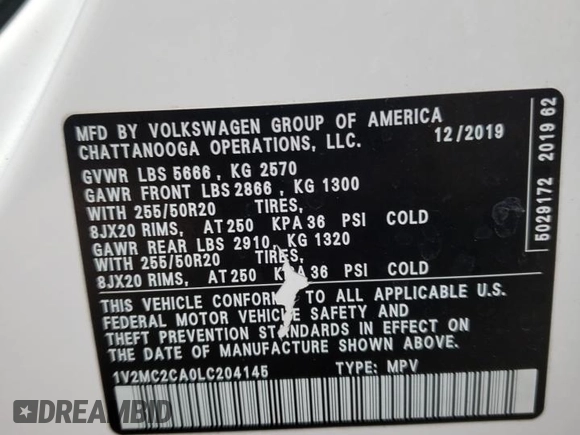 MFD BY VOLKSWAGEN GROUP OF AMERICA
CHATTANOOGA OPERATIONS, LLC. 12/2019
GVWR LBS 5666 , KG 2570
GAWR FRONT LBS 2866 , KG 1300
WITH 255/50R20 TIRES,
8JX20 RIMS, AT 250 KPA 36 PSI COLD
GAWR REAR LBS 2910 , KG 1320
WITH 255/50R20 TIRES,
8JX20 RIMS, AT 250 KPA 36 PSI COLD
THIS VEHICLE CONFORMS TO ALL APPLICABLE U.S.
FEDERAL MOTOR VEHICLE SAFETY AND
THEFT PREVENTION STANDARDS IN EFFECT ON
THE DATE OF MANUFACTURE SHOWN ABOVE.
1V2MC2CA0LC204145 TYPE: MPV
5029172 2019 62
DREAMBID